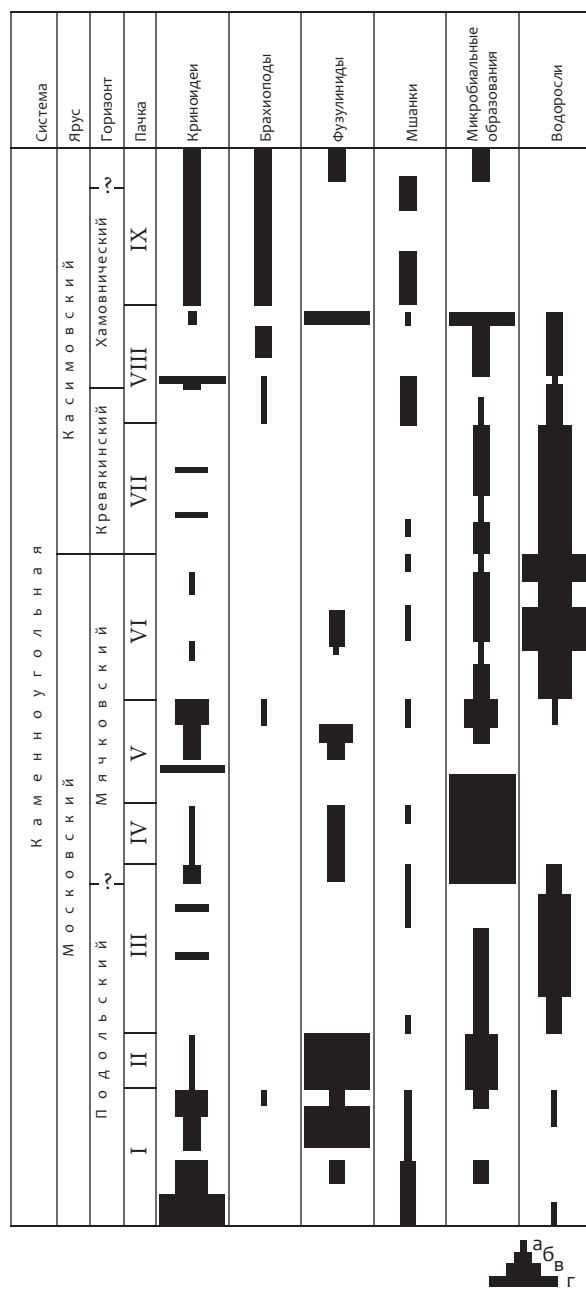 Система
Ярус
Горизонт
Пачка
Криноидеи
Брахиоподы
Фузулиниды
Мшанки
Микробиальные
образования
Водоросли
Каменноугольная
Касимовский
Московский
?
Хамовнический
Кревякинский
Мячковский
?
Подольский
IX
VIII
VII
VI
V
IV
III
II
I
а
б
в
г